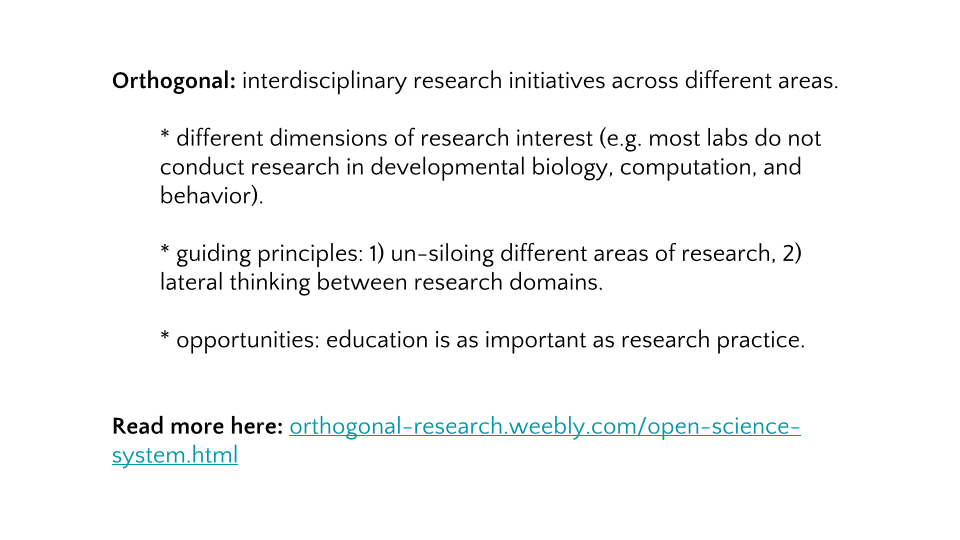 Orthogonal: interdisciplinary research initiatives across different areas.
* different dimensions of research interest (e.g. most labs do not
conduct research in developmental biology, computation, and
behavior).
* guiding principles: 1) un-siloing different areas of research, 2)
lateral thinking between research domains.
* opportunities: education is as important as research practice.
Read more here: orthogonal-research.weebly.com/open-science-
system.html